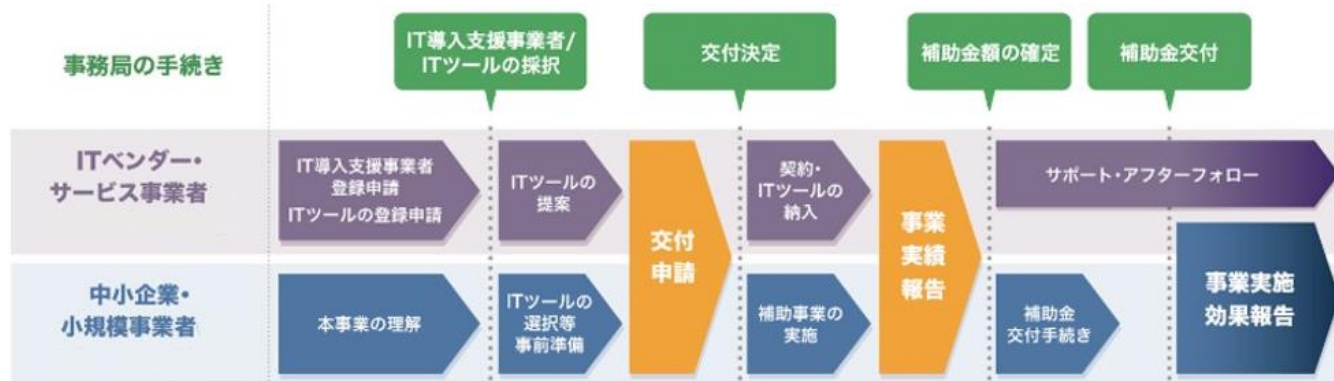 事務局の手続き
IT導入支援事業者/
ITツールの採択
交付決定
補助金額の確定
補助金交付
ITベンダー・
サービス事業者
IT導入支援事業者
登録申請
ITツールの登録申請
ITツールの
提案
交付
申請
契約・
ITツールの
納入
事業
実績
報告
サポート・アフターフォロー
中小企業・
小規模事業者
本事業の理解
ITツールの
選択等
事前準備
補助事業の
実施
補助金
交付手続き
事業実施
効果報告